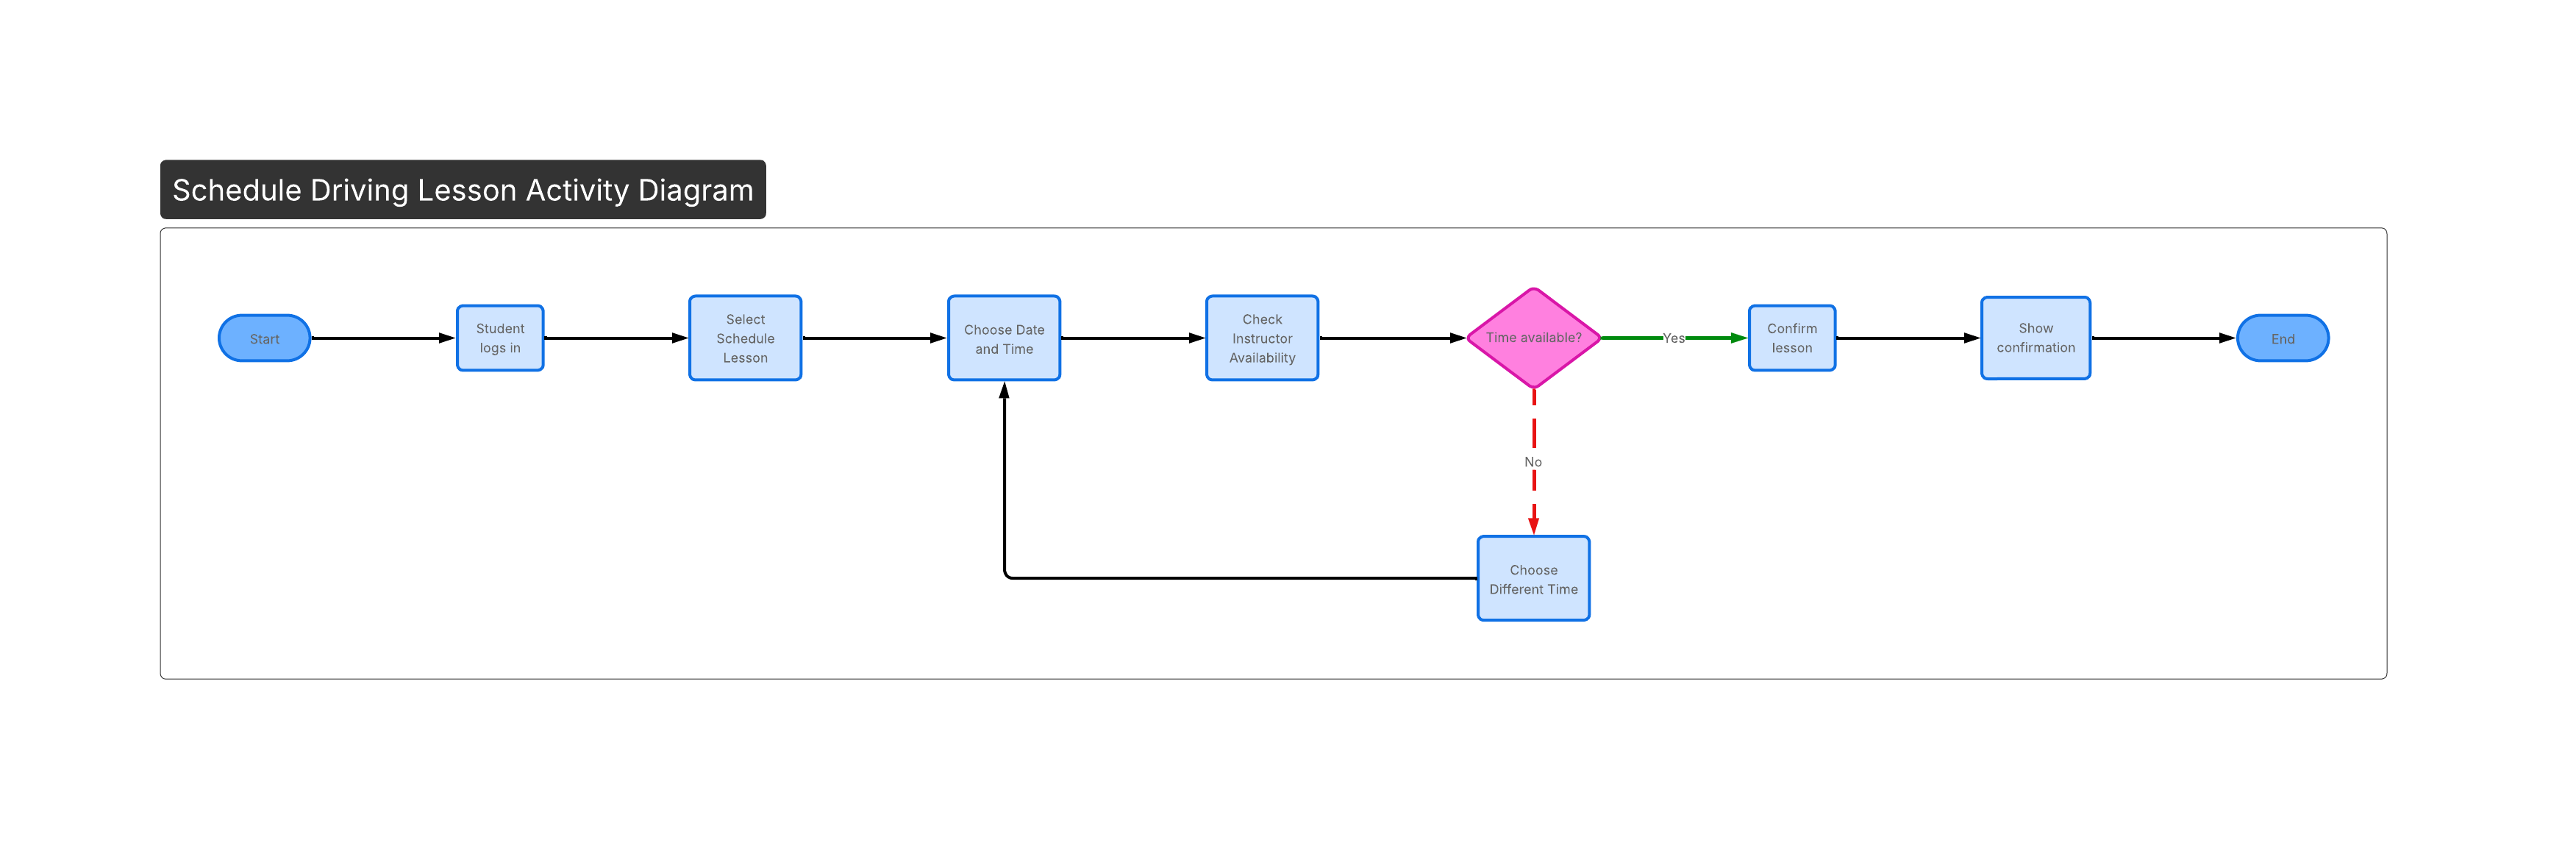 Schedule Driving Lesson Activity Diagram
Start
Student
logs in
Select
Schedule
Lesson
Choose Date
and Time
Check
Instructor
Availability
Time available?
Yes
Confirm
lesson
Show
confirmation
End
No
Choose
Different Time